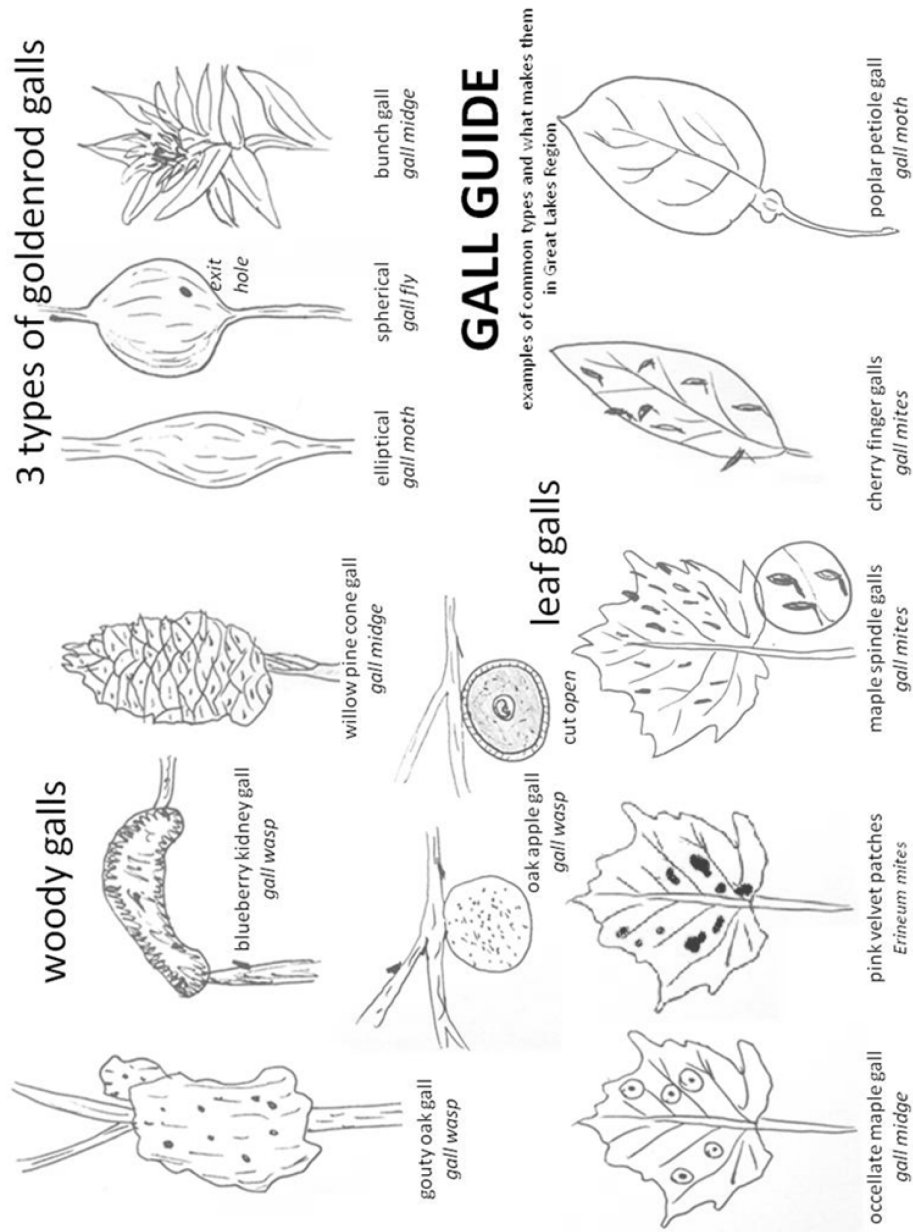 woody galls
3 types of goldenrod galls
gouty oak gall
gall wasp
blueberry kidney gall
gall wasp
willow pine cone gall
gall midge
elliptical
gall moth
spherical
gall fly
exit
hole
bunch gall
gall midge
oak apple gall
gall wasp
cut open
GALL GUIDE
examples of common types and what makes them
in Great Lakes Region
leaf galls
occellate maple gall
gall midge
pink velvet patches
Erineum mites
maple spindle galls
gall mites
cherry finger galls
gall mites
poplar petiole gall
gall moth